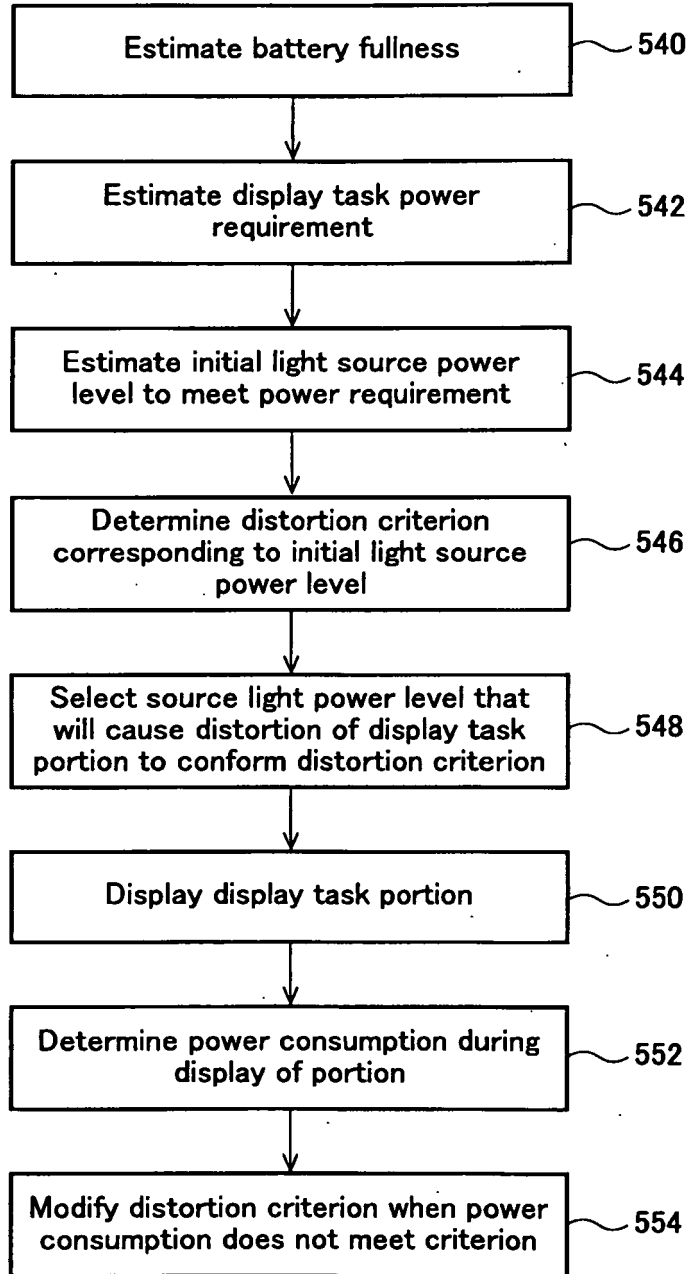 Estimate battery fullness
540
Estimate display task power
requirement
542
Estimate initial light source power
level to meet power requirement
544
Determine distortion criterion
corresponding to initial light source
power level
546
Select source light power level that
will cause distortion of display task
portion to conform distortion criterion
548
Display display task portion
550
Determine power consumption during
display of portion
552
Modify distortion criterion when power
consumption does not meet criterion
554